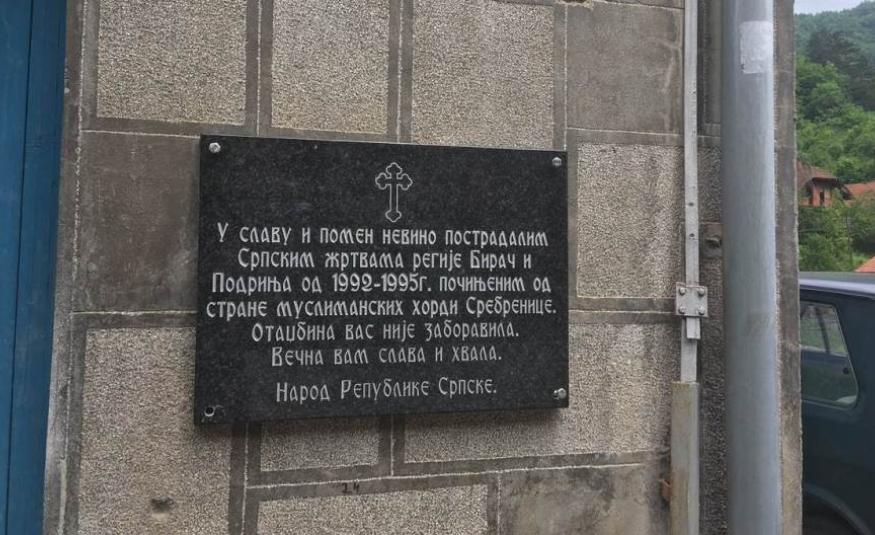 У славу и помен невино пострадалим
Српским жртвама регије Бирач и
Подриња од 1992-1995г. почињеним од
стране муслиманских хорди Сребренице.
Отаџбина вас није заборавила.
Вечна вам слава и хвала.
Народ Републике Српске.
24